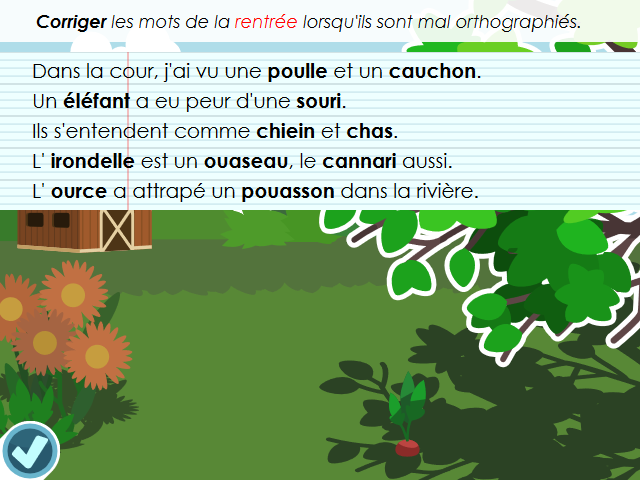 Corriger les mots de la rentrée lorsqu'ils sont mal orthographiés.
Dans la cour, j'ai vu une poulle et un cauchon.
Un éléfant a eu peur d'une souri.
Ils s'entendent comme chiein et chas.
L' irondelle est un ouaseau, le cannari aussi.
L' ource a attrapé un pouasson dans la rivière.